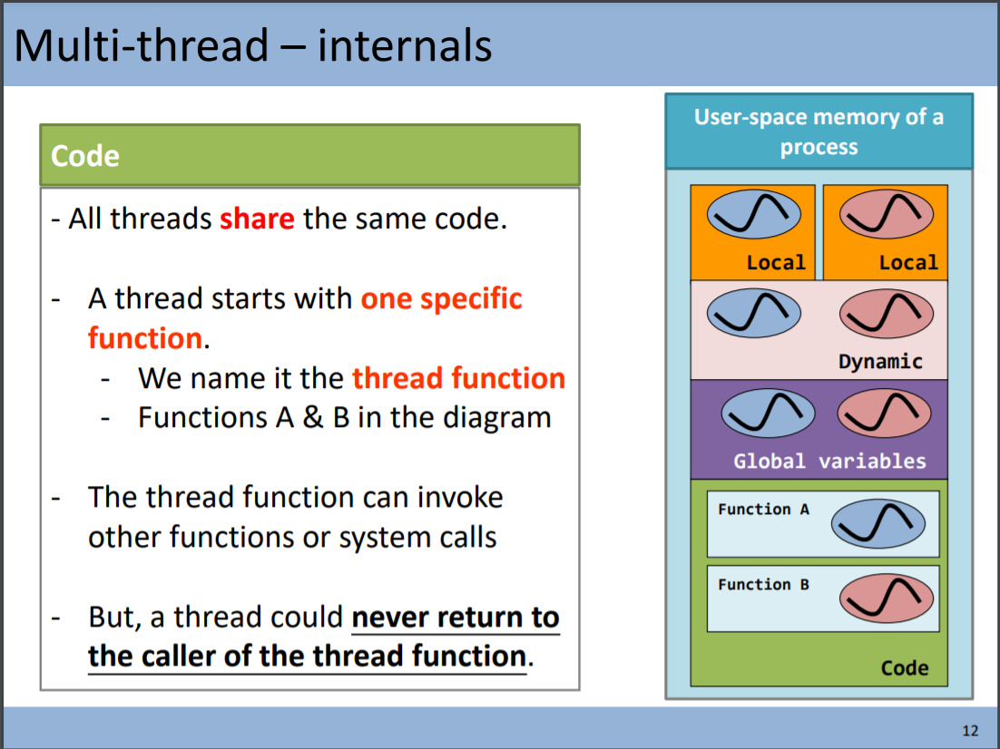 Multi-thread – internals
Code
- All threads share the same code.
- A thread starts with one specific
function.
- We name it the thread function
- Functions A & B in the diagram
- The thread function can invoke
other functions or system calls
- But, a thread could never return to
the caller of the thread function.
User-space memory of a
process
Local
Local
Dynamic
Global variables
Function A
Function B
Code
12